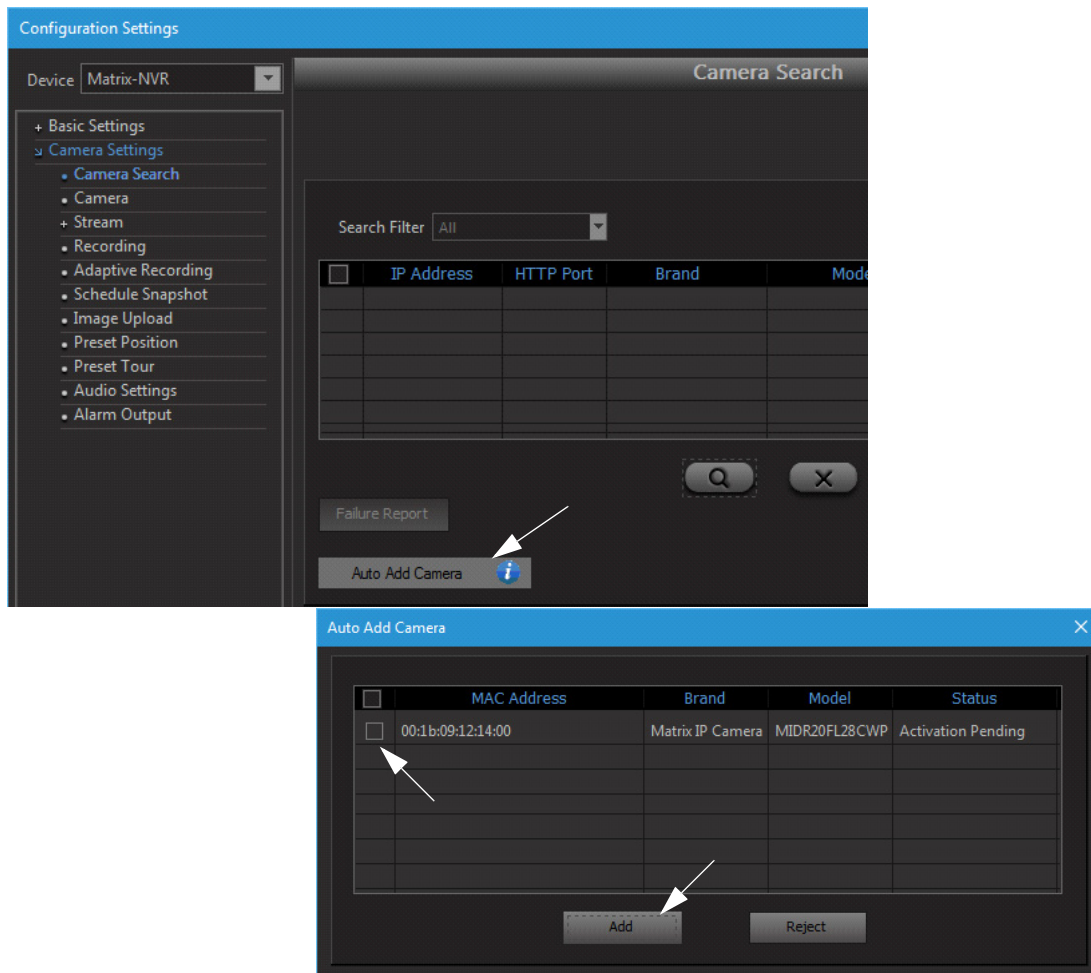 Configuration Settings
Device Matrix-NVR
Camera Search
+ Basic Settings
Camera Settings
Camera Search
Camera
+ Stream
Recording
Adaptive Recording
Schedule Snapshot
Image Upload
Preset Position
Preset Tour
Audio Settings
Alarm Output
Search Filter All
IP Address HTTP Port Brand Mode
Failure Report
Auto Add Camera i
Auto Add Camera
MAC Address Brand Model Status
00:1b:09:12:14:00 Matrix IP Camera MIDR20FL28CWP Activation Pending
Add Reject